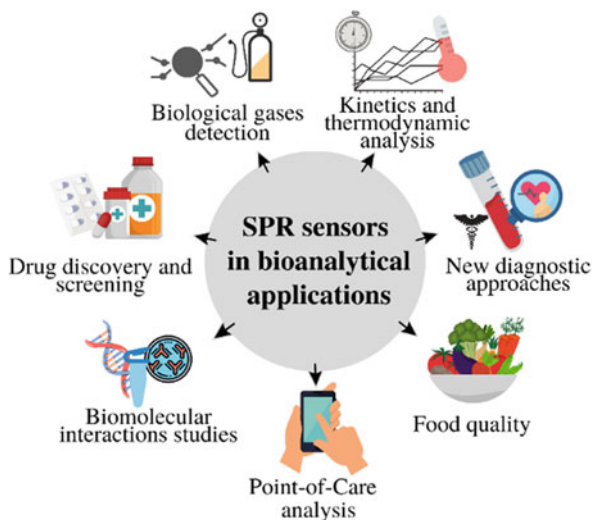 Biological gases
detection
Kinetics and
thermodynamic
analysis
Drug discovery and
screening
SPR sensors
in bioanalytical
applications
New diagnostic
approaches
Biomolecular
interactions studies
Food quality
Point-of-Care
analysis